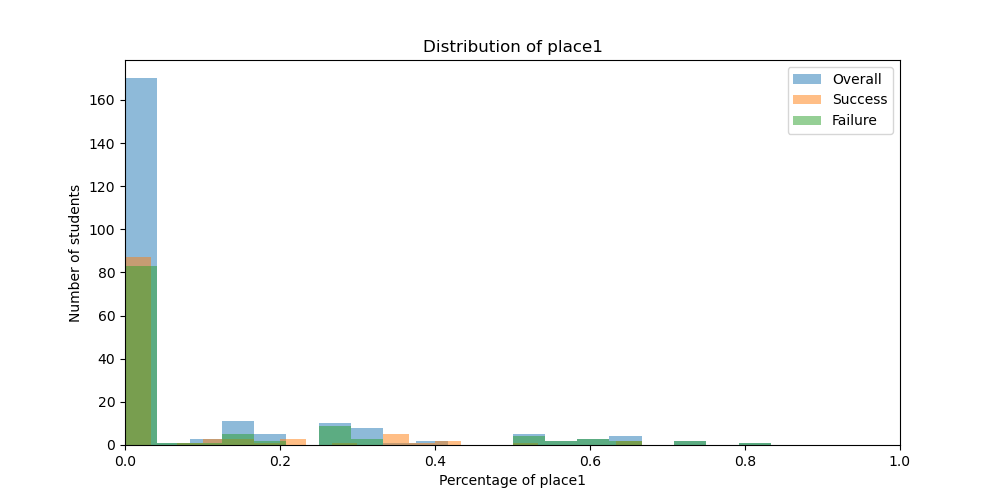 Distribution of place1
Overall
Success
Failure
Number of students
160
140
120
100
80
60
40
20
0
0.0 0.2 0.4 0.6 0.8 1.0
Percentage of place1